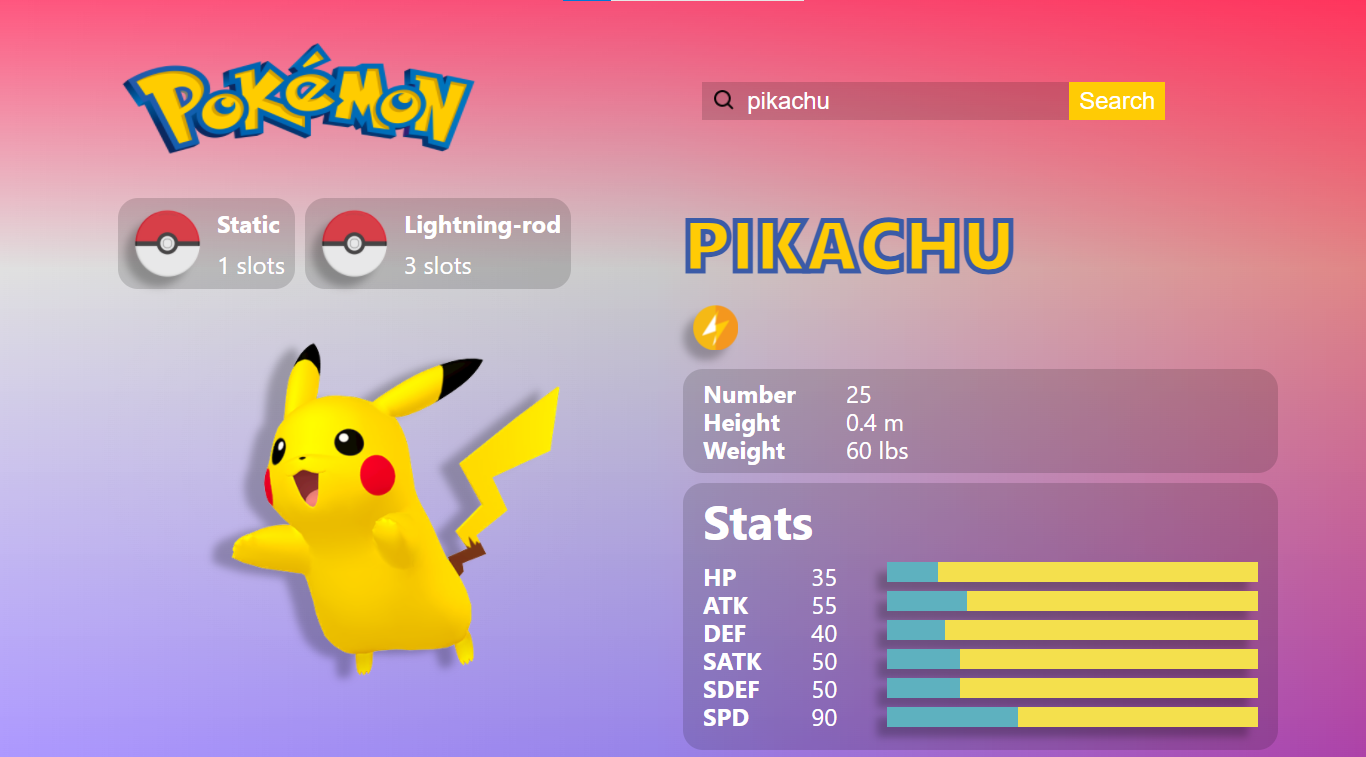 POKéMON
pikachu Search
Static
1 slots
Lightning-rod
3 slots
PIKACHU
Number 25
Height 0.4 m
Weight 60 lbs
Stats
HP 35
ATK 55
DEF 40
SATK 50
SDEF 50
SPD 90